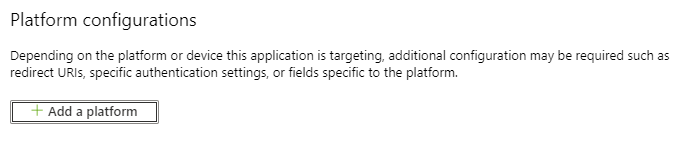 Platform configurations
Depending on the platform or device this application is targeting, additional configuration may be required such as
redirect URIs, specific authentication settings, or fields specific to the platform.
+ Add a platform